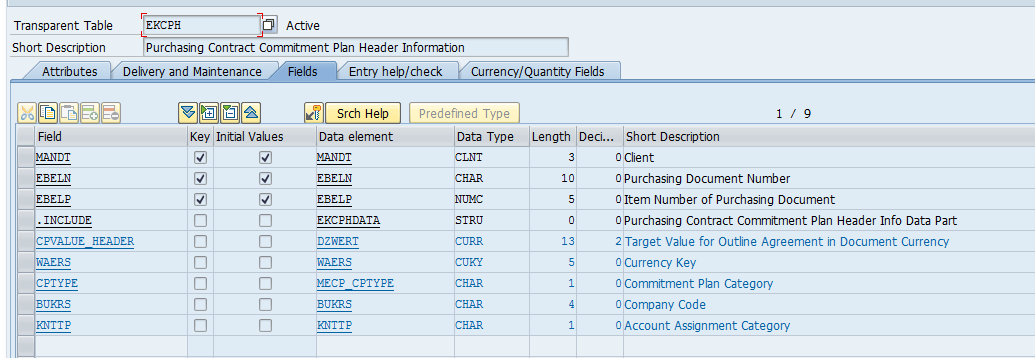 Transparent Table EKCPH Active
Short Description Purchasing Contract Commitment Plan Header Information
Attributes Delivery and Maintenance Fields Entry help/check Currency/Quantity Fields
Srch Help Predefined Type 1 / 9
Field Key Initial Values Data element Data Type Length Deci... Short Description
MANDT MANDT CLNT 3 0 Client
EBELN EBELN CHAR 10 0 Purchasing Document Number
EBELP EBELP NUMC 5 0 Item Number of Purchasing Document
.INCLUDE EKCPHDATA STRU 0 0 Purchasing Contract Commitment Plan Header Info Data Part
CPVALUE_HEADER DZWERT CURR 13 2 Target Value for Outline Agreement in Document Currency
WAERS WAERS CUKY 5 0 Currency Key
CPTYPE MECP_CPTYPE CHAR 1 0 Commitment Plan Category
BUKRS BUKRS CHAR 4 0 Company Code
KNTTP KNTTP CHAR 1 0 Account Assignment Category